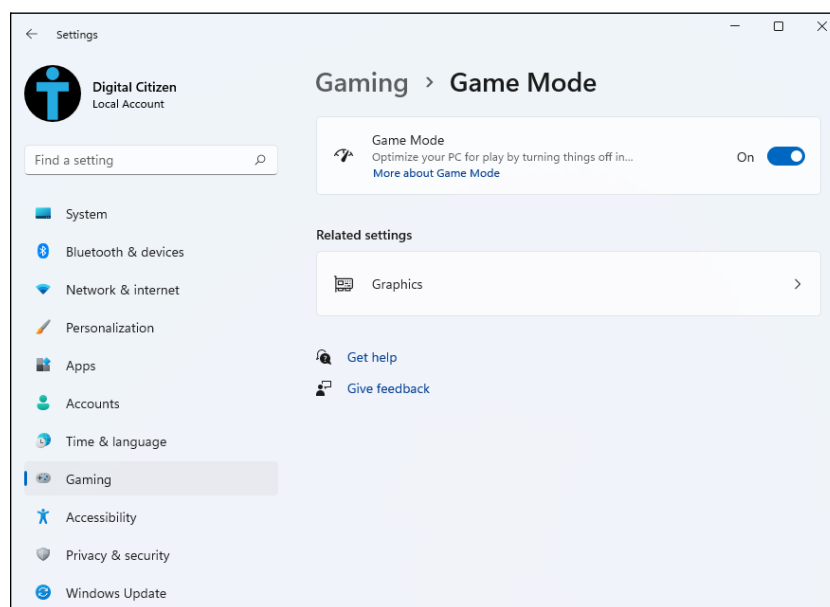 Settings
Digital Citizen
Local Account
Find a setting
System
Bluetooth & devices
Network & internet
Personalization
Apps
Accounts
Time & language
Gaming
Accessibility
Privacy & security
Windows Update
Gaming > Game Mode
Game Mode
Optimize your PC for play by turning things off in...
More about Game Mode
On
Related settings
Graphics
Get help
Give feedback